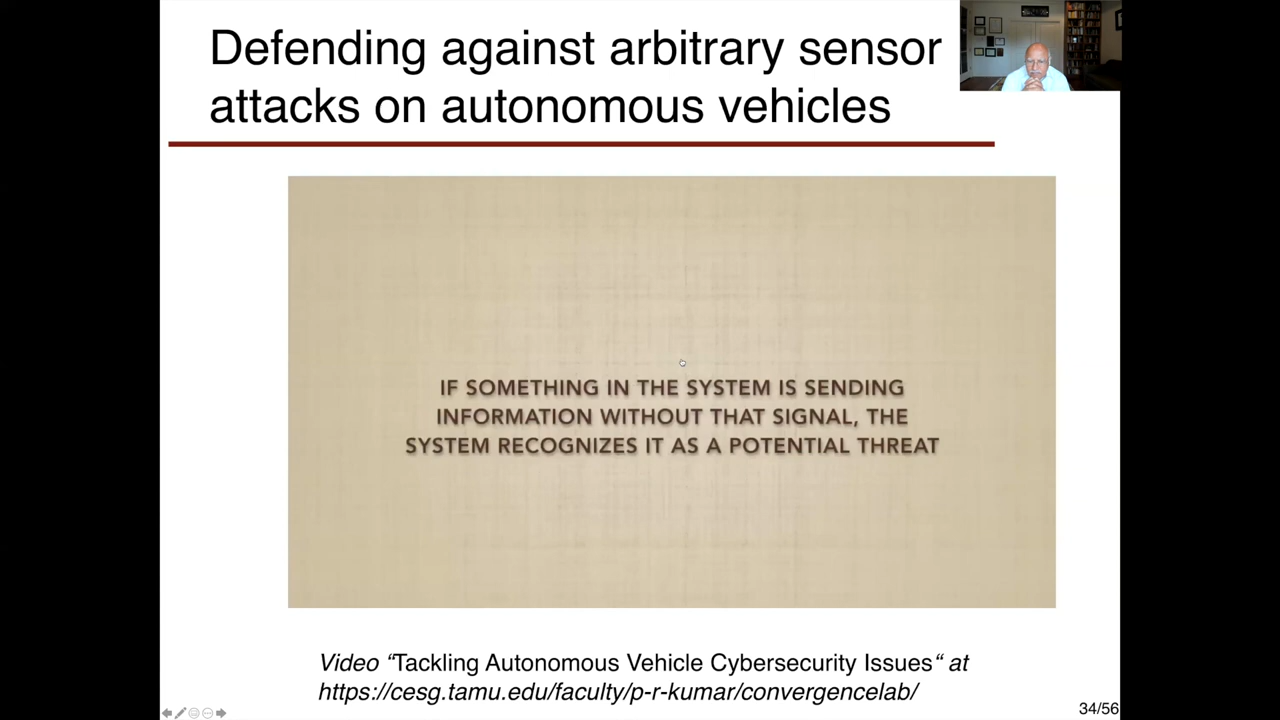 Defending against arbitrary sensor
attacks on autonomous vehicles
IF SOMETHING IN THE SYSTEM IS SENDING
INFORMATION WITHOUT THAT SIGNAL, THE
SYSTEM RECOGNIZES IT AS A POTENTIAL THREAT
Video “Tackling Autonomous Vehicle Cybersecurity Issues“ at
https://cesg.tamu.edu/faculty/p-r-kumar/convergencelab/
34/56